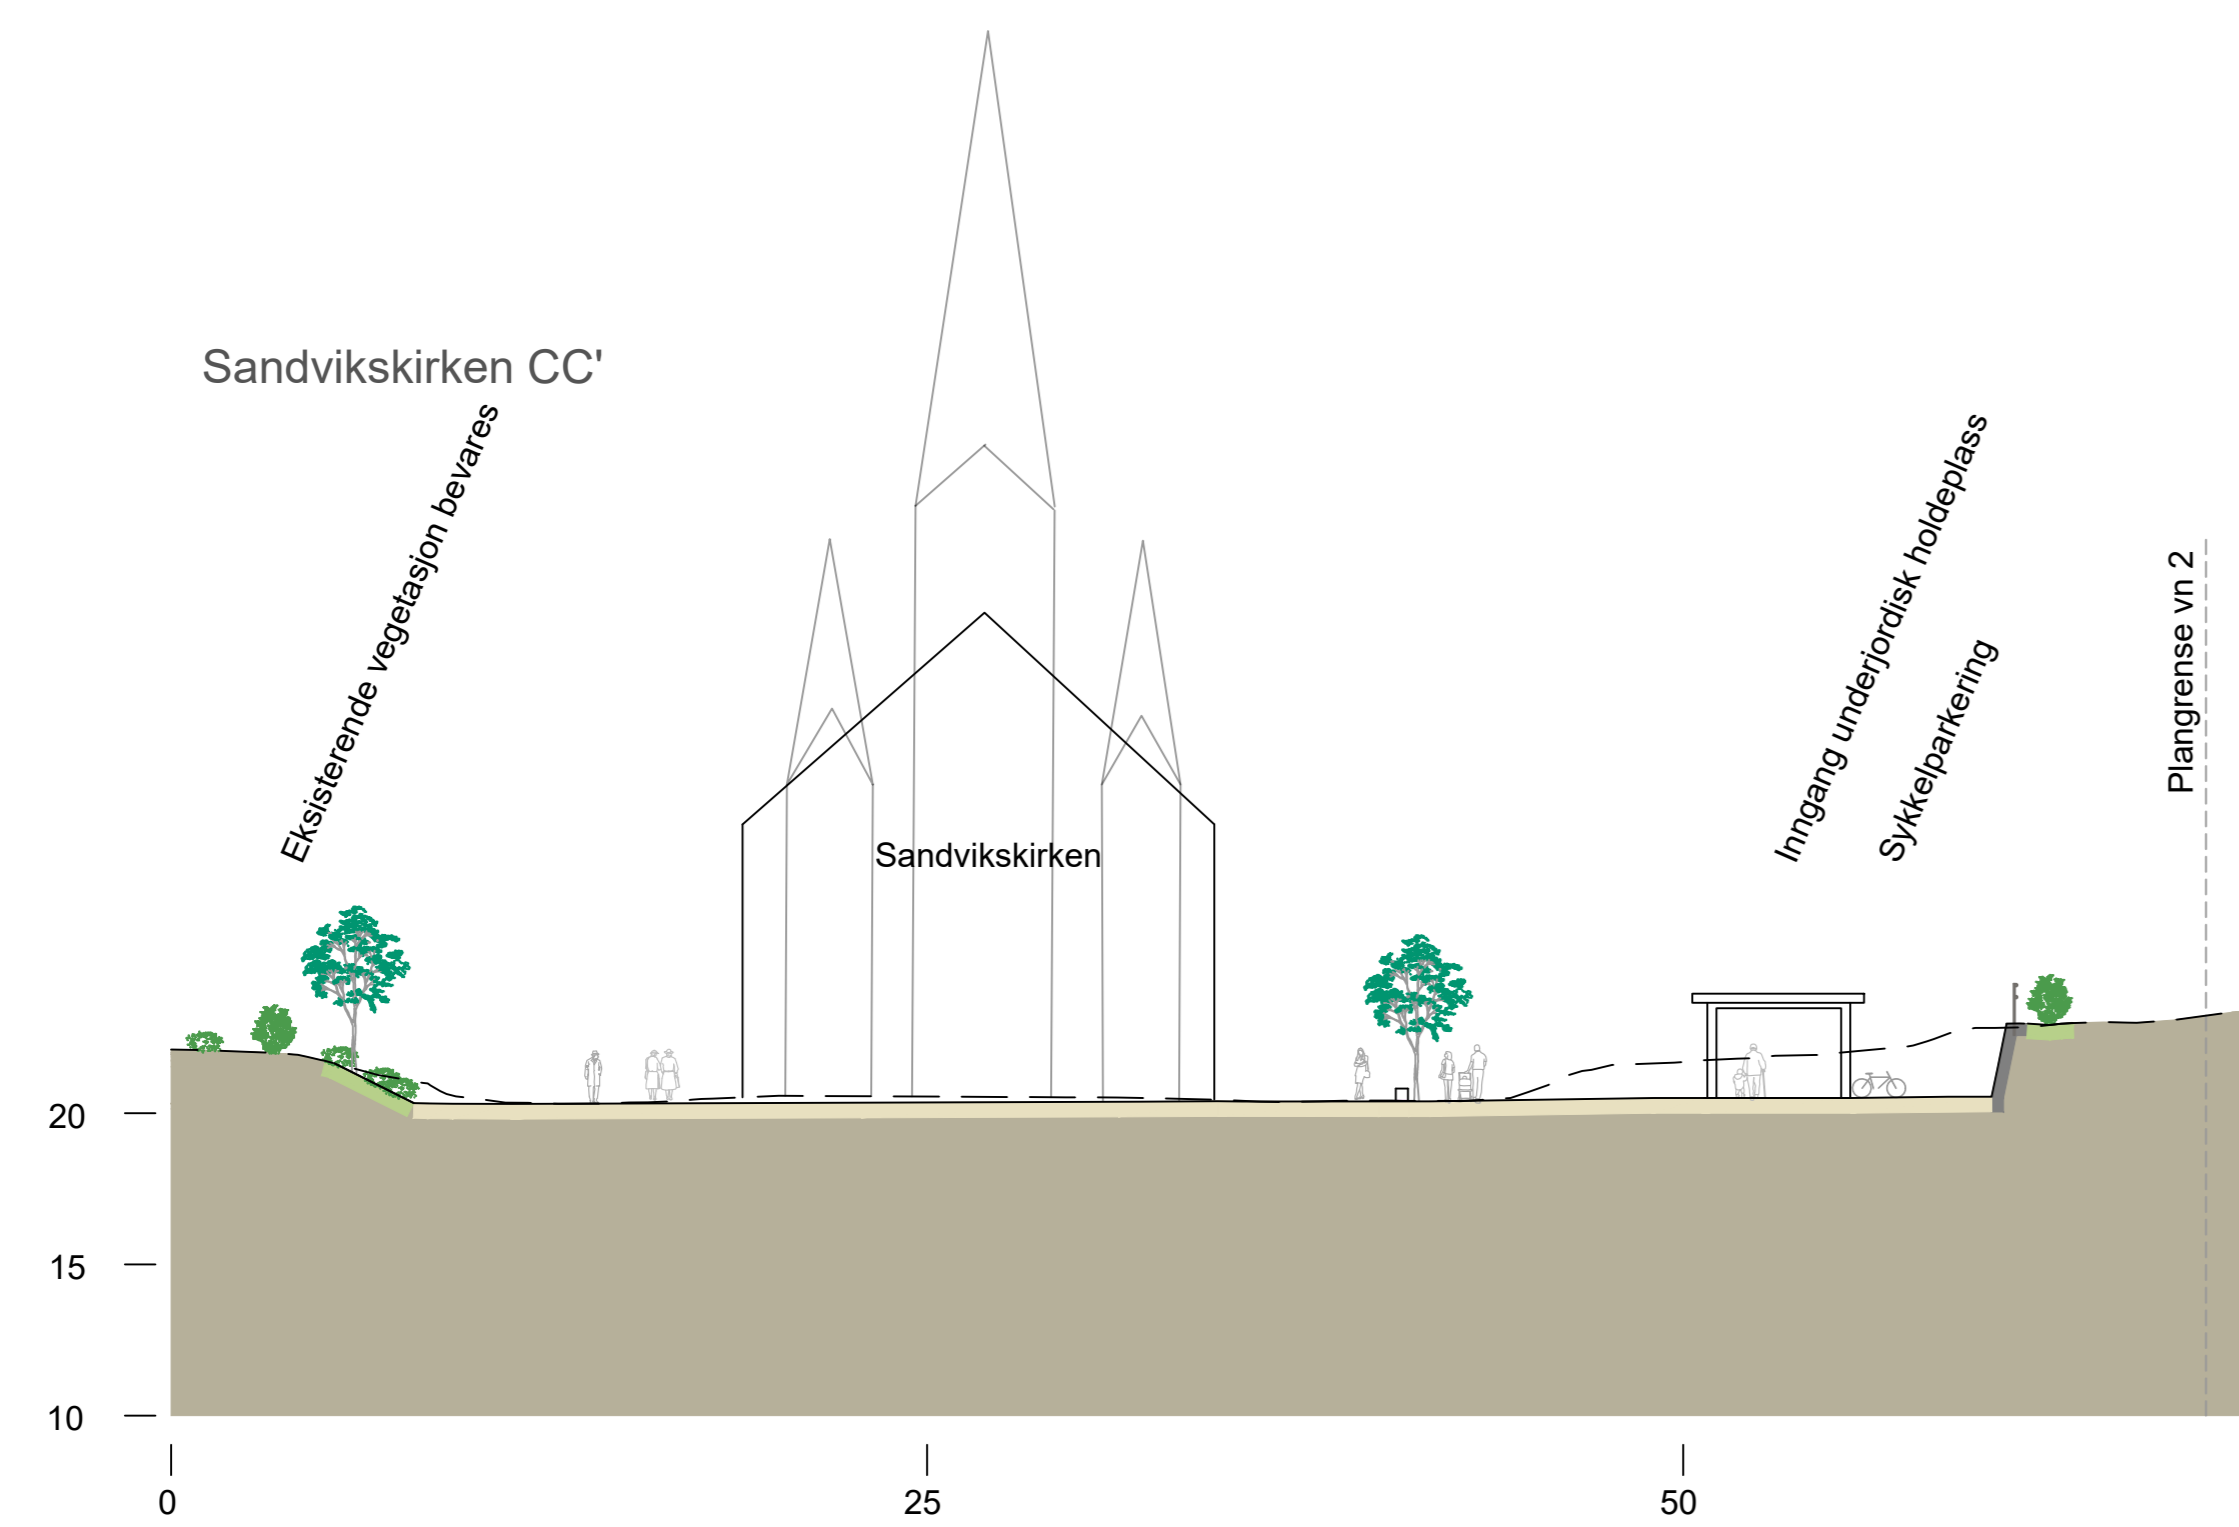 Sandvikskirken CC'
Eksisterende vegetasjon bevares
Inngang underjordisk holdeplass
Sykkelparkering
Plangrense vn 2
Sandvikskirken
20
15
10
0
25
50